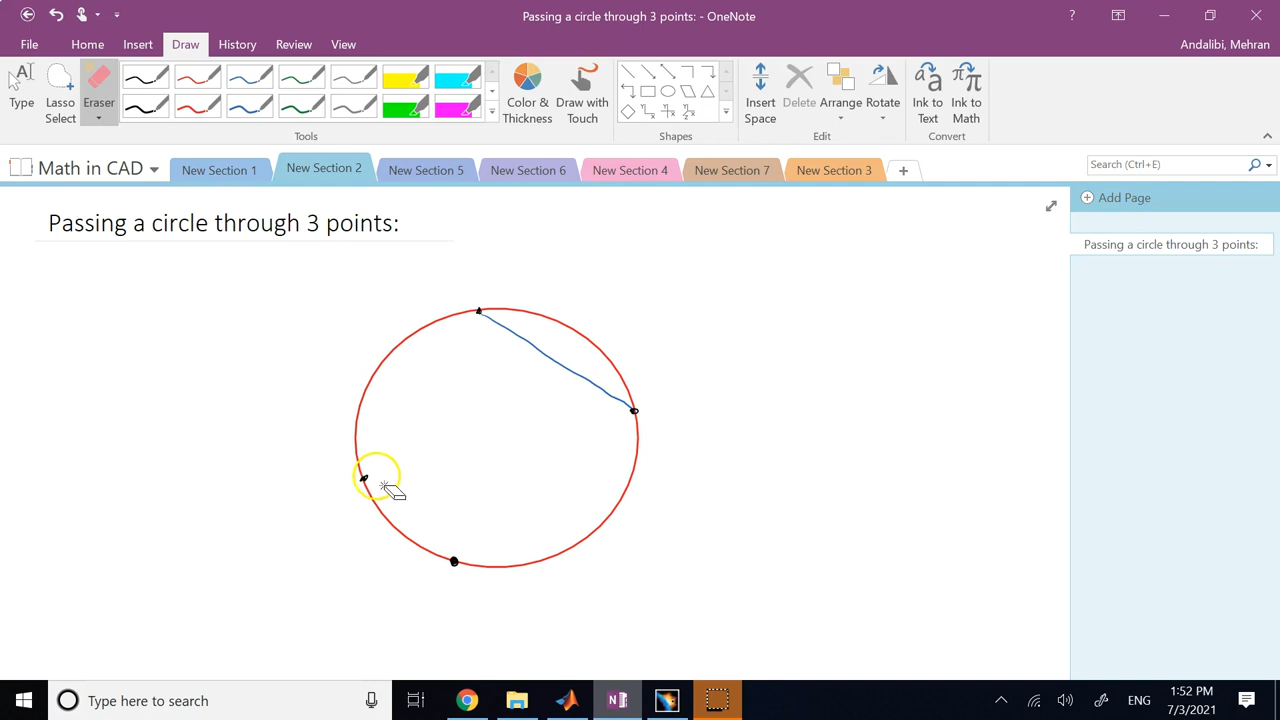 Passing a circle through 3 points: - OneNote
?
File
Home
Insert
Draw
History
Review
View
Andalibi, Mehran
Type
Lasso Select
Eraser
Color & Thickness
Draw with Touch
Insert Space
Delete
Arrange
Rotate
Ink to Text
Ink to Math
Tools
Shapes
Edit
Convert
Math in CAD
New Section 1
New Section 2
New Section 5
New Section 6
New Section 4
New Section 7
New Section 3
Search (Ctrl+E)
Add Page
Passing a circle through 3 points:
Passing a circle through 3 points:
Type here to search
ENG
1:52 PM
7/3/2021